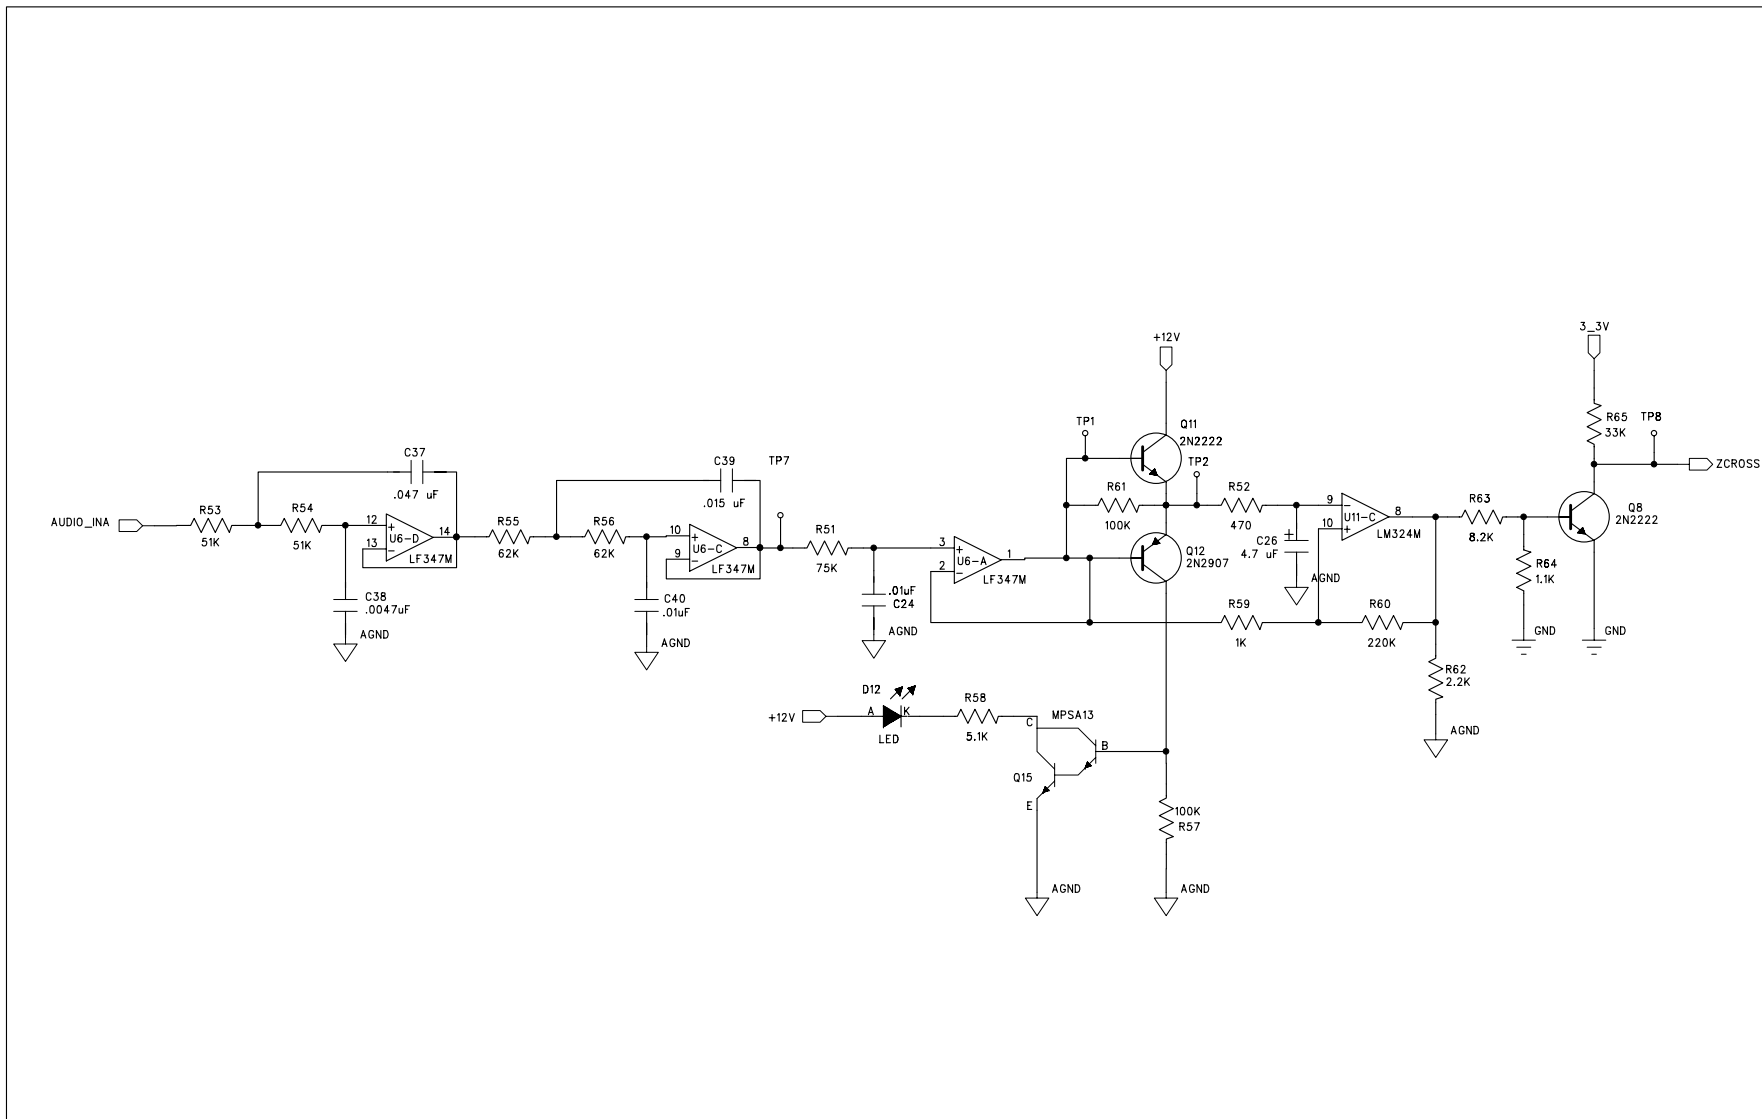 AUDIO_INA
R53
51K
R54
51K
C37
.047 uF
12
+
13
−
U6-D
14
LF347M
C38
.0047uF
AGND
R55
62K
R56
62K
C39
.015 uF
10
+
9
−
U6-C
8
LF347M
C40
.01uF
AGND
TP7
R51
75K
.01uF
C24
AGND
3
+
2
−
U6-A
1
LF347M
TP1
+12V
Q11
2N2222
TP2
R61
100K
Q12
2N2907
R52
470
+
C26
4.7 uF
AGND
9
−
10
+
U11-C
8
LM324M
R59
1K
R60
220K
R62
2.2K
AGND
R63
8.2K
R64
1.1K
GND
3_3V
R65
33K
TP8
ZCROSS
Q8
2N2222
GND
+12V
D12
A
K
LED
R58
5.1K
C
MPSA13
B
Q15
E
AGND
100K
R57
AGND